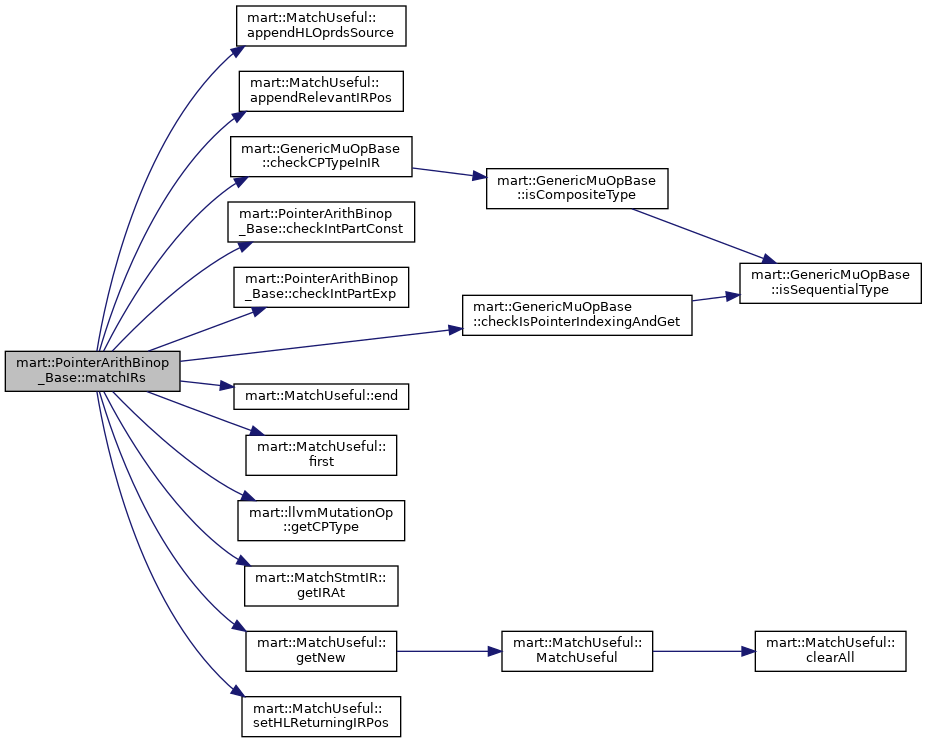 mart::MatchUseful::
appendHLOprdsSource
mart::MatchUseful::
appendRelevantIRPos
mart::GenericMuOpBase
::checkCPTypeInIR
mart::GenericMuOpBase
::isCompositeType
mart::PointerArithBinop
_Base::checkIntPartConst
mart::PointerArithBinop
_Base::checkIntPartExp
mart::GenericMuOpBase
::isSequentialType
mart::GenericMuOpBase
::checkIsPointerIndexingAndGet
mart::PointerArithBinop
_Base::matchIRs
mart::MatchUseful::end
mart::MatchUseful::
first
mart::llvmMutationOp
::getCPType
mart::MatchStmtIR::
getIRAt
mart::MatchUseful::
getNew
mart::MatchUseful::
MatchUseful
mart::MatchUseful::
clearAll
mart::MatchUseful::
setHLReturningIRPos